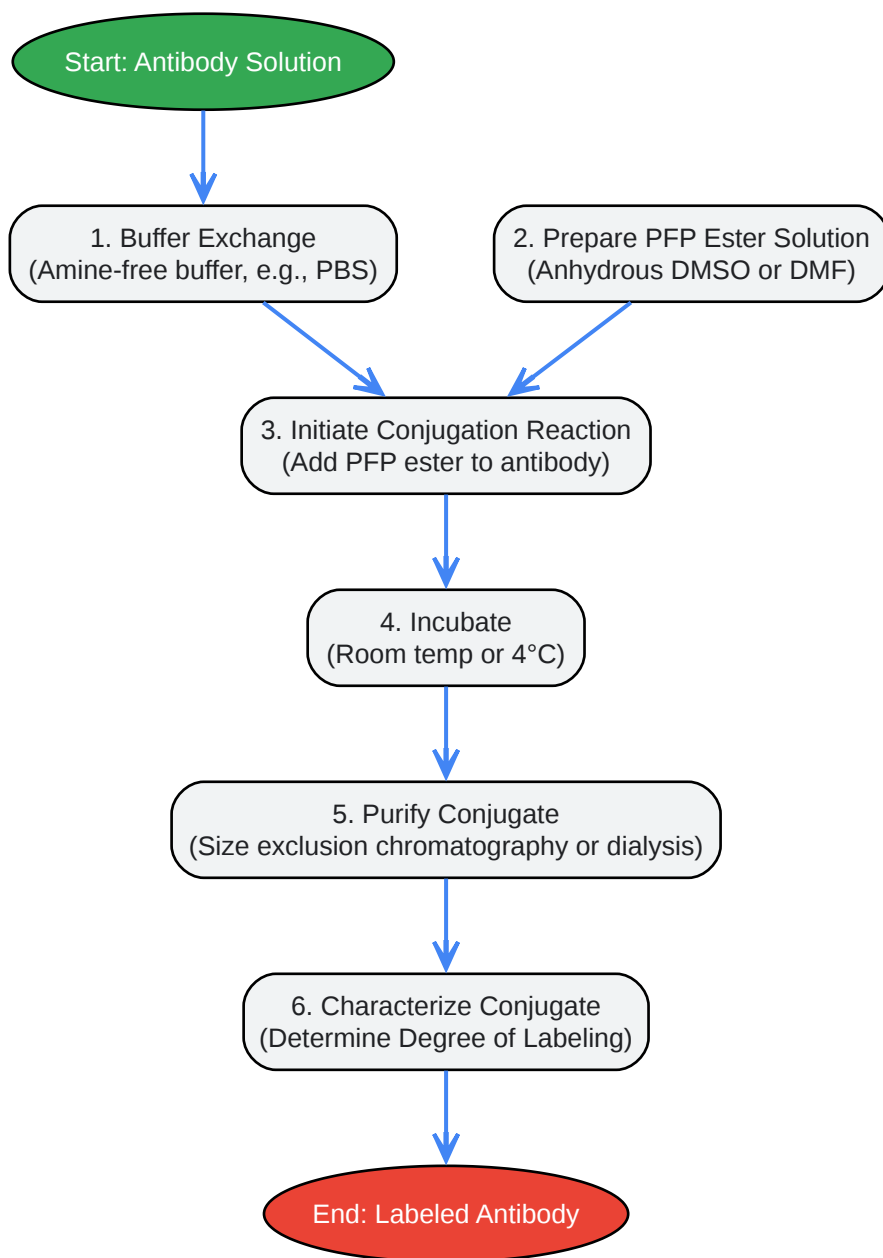 Start: Antibody Solution
1. Buffer Exchange
(Amine-free buffer, e.g., PBS)
2. Prepare PFP Ester Solution
(Anhydrous DMSO or DMF)
3. Initiate Conjugation Reaction
(Add PFP ester to antibody)
4. Incubate
(Room temp or 4°C)
5. Purify Conjugate
(Size exclusion chromatography or dialysis)
6. Characterize Conjugate
(Determine Degree of Labeling)
End: Labeled Antibody